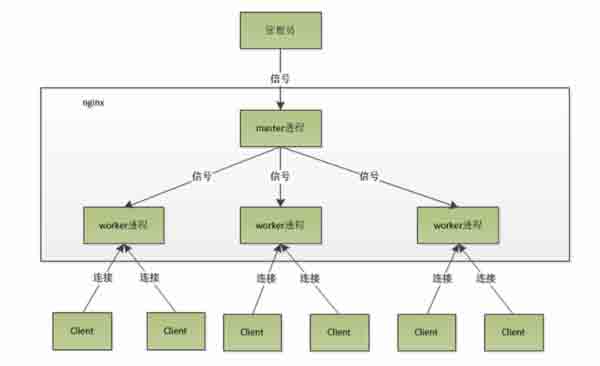 管理员
信号
nginx
master进程
信号
信号
信号
worker进程
worker进程
worker进程
连接
连接
连接
连接
连接
连接
Client
Client
Client
Client
Client
Client